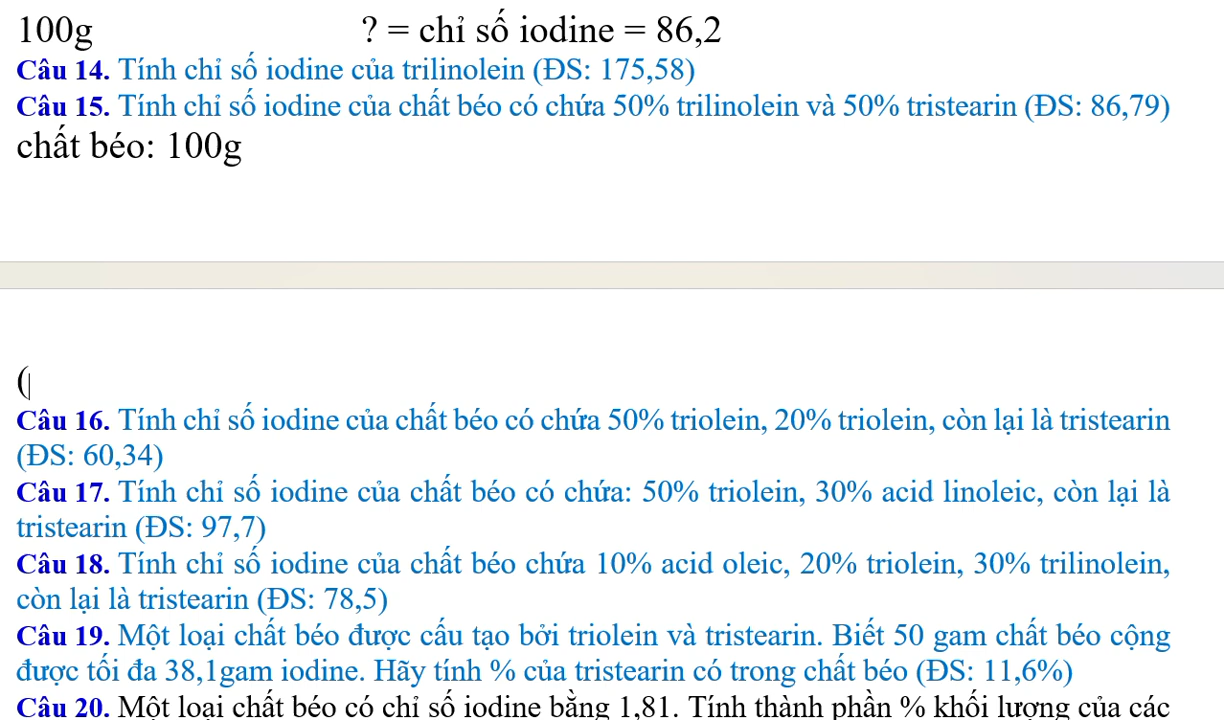 100g ? = chỉ số iodine = 86,2
Câu 14. Tính chỉ số iodine của trilinolein (ĐS: 175,58)
Câu 15. Tính chỉ số iodine của chất béo có chứa 50% trilinolein và 50% tristearin (ĐS: 86,79)
chất béo: 100g
(
Câu 16. Tính chỉ số iodine của chất béo có chứa 50% triolein, 20% triolein, còn lại là tristearin
(ĐS: 60,34)
Câu 17. Tính chỉ số iodine của chất béo có chứa: 50% triolein, 30% acid linoleic, còn lại là
tristearin (ĐS: 97,7)
Câu 18. Tính chỉ số iodine của chất béo chứa 10% acid oleic, 20% triolein, 30% trilinolein,
còn lại là tristearin (ĐS: 78,5)
Câu 19. Một loại chất béo được cấu tạo bởi triolein và tristearin. Biết 50 gam chất béo cộng
được tối đa 38,1gam iodine. Hãy tính % của tristearin có trong chất béo (ĐS: 11,6%)
Câu 20. Một loại chất béo có chỉ số iodine bằng 1,81. Tính thành phần % khối lượng của các